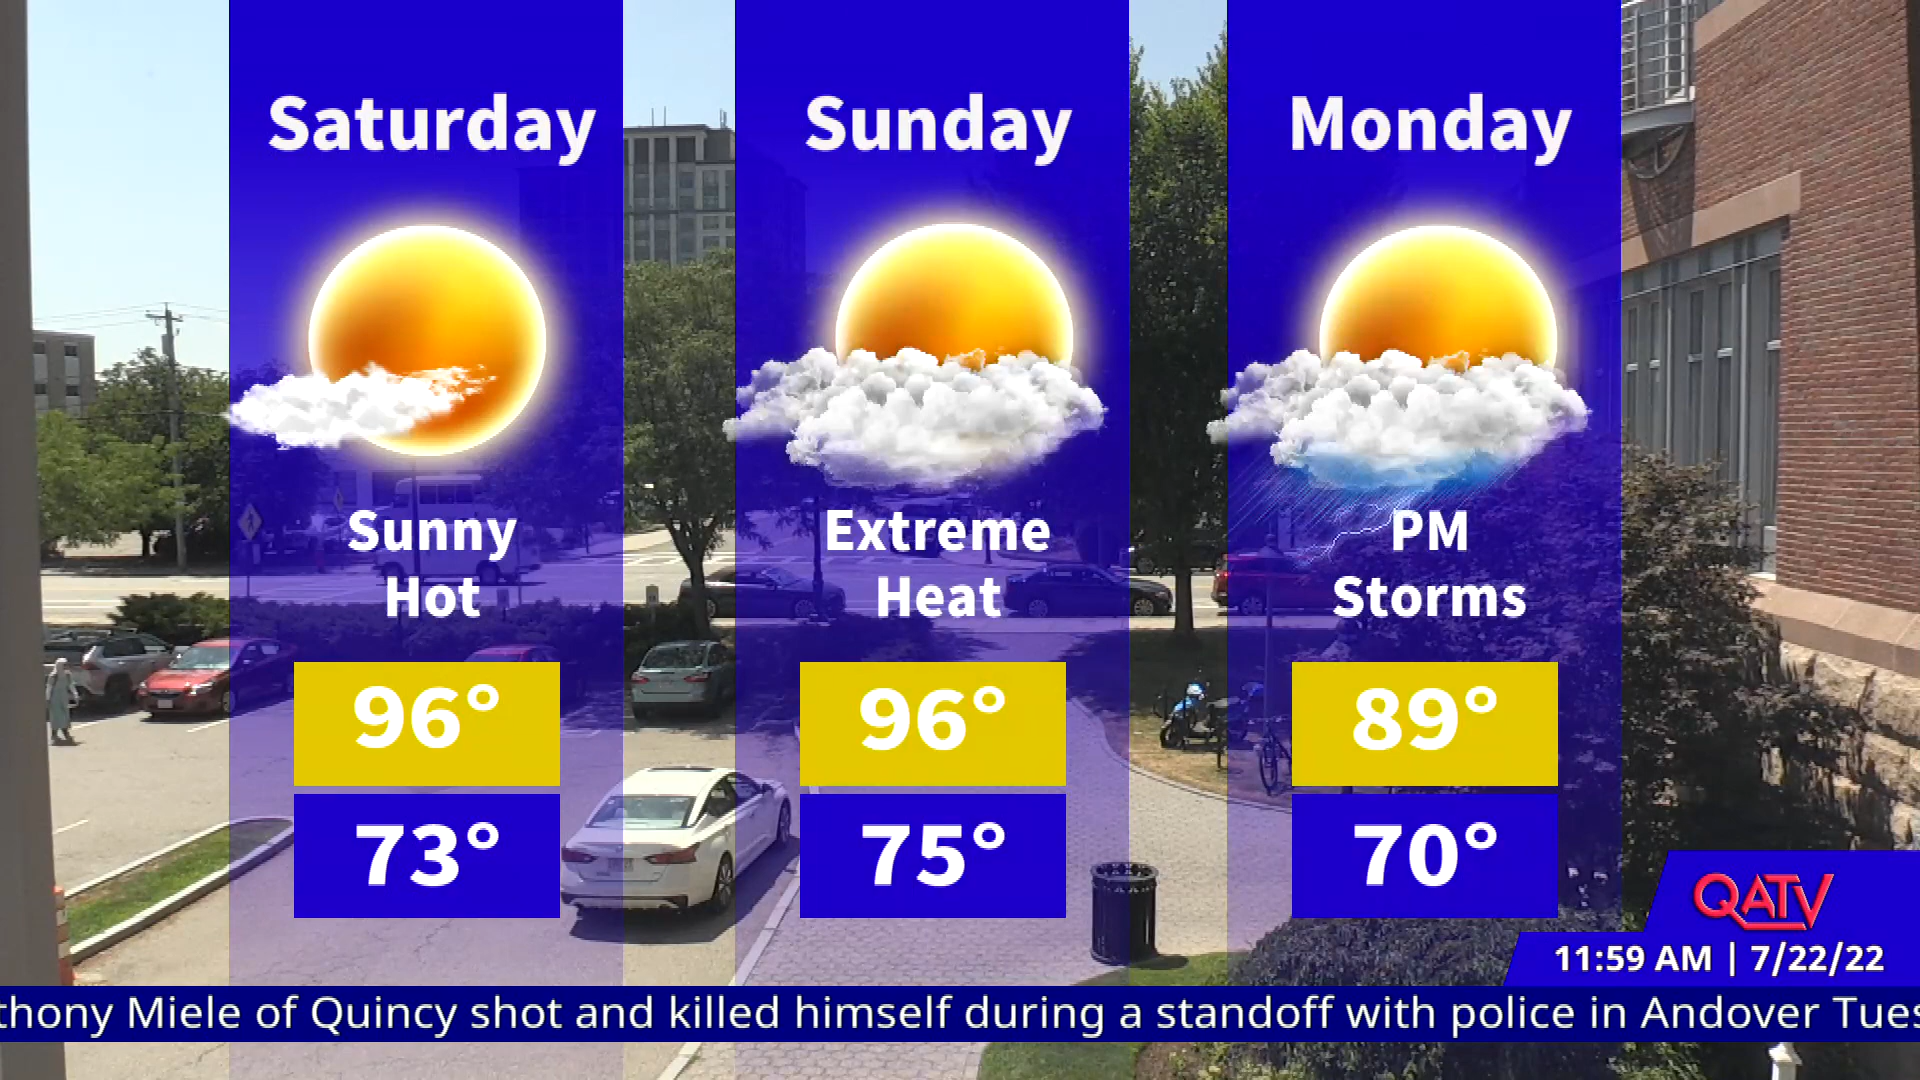 Saturday
Sunny
Hot
96°
73°
Sunday
Extreme
Heat
96°
75°
Monday
PM
Storms
89°
70°
QATV
11:59 AM | 7/22/22
thony Miele of Quincy shot and killed himself during a standoff with police in Andover Tues